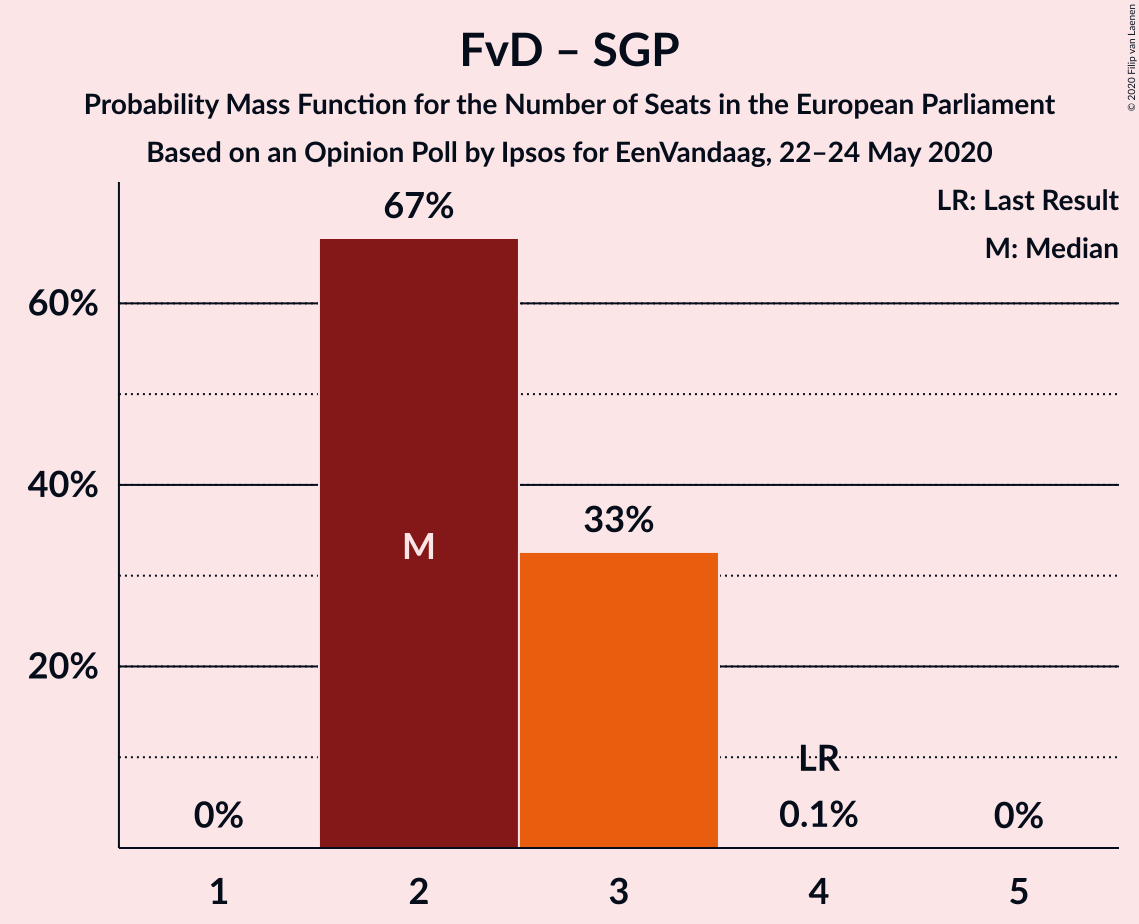 FvD – SGP
Probability Mass Function for the Number of Seats in the European Parliament
Based on an Opinion Poll by Ipsos for EenVandaag, 22–24 May 2020
© 2020 Filip van Laenen
LR: Last Result
M: Median
67%
60%
40%
33%
M
20%
LR
0%
0.1%
0%
1
2
3
4
5